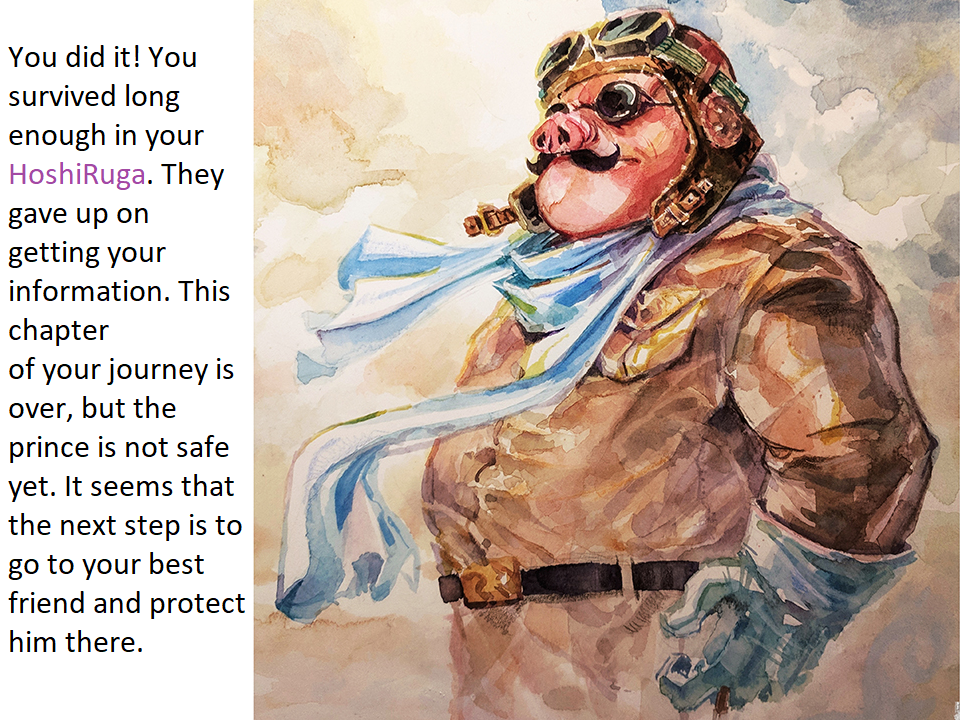 You did it! You
survived long
enough in your
HoshiRuga. They
gave up on
getting your
information. This
chapter
of your journey is
over, but the
prince is not safe
yet. It seems that
the next step is to
go to your best
friend and protect
him there.